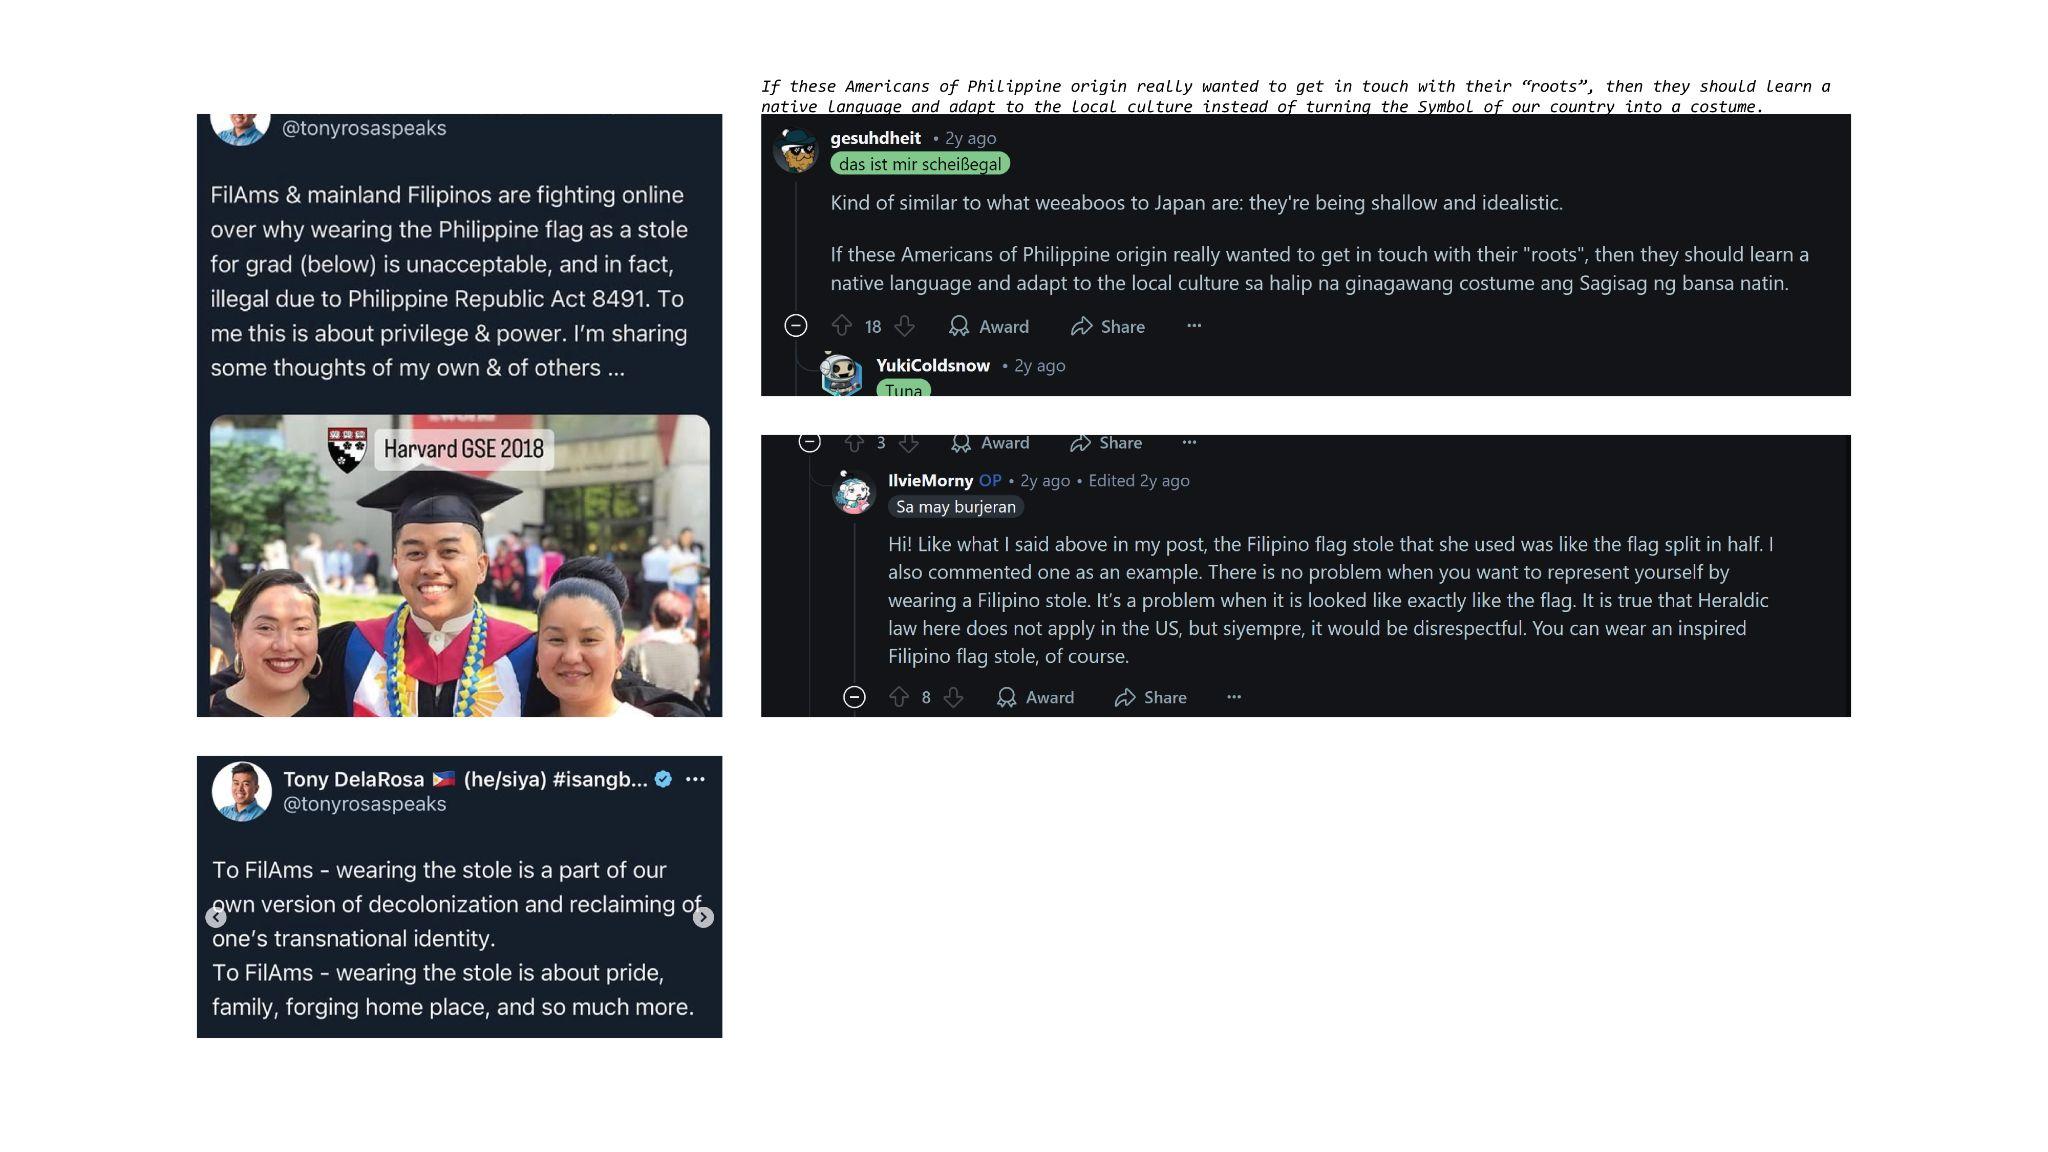 @tonyrosaspeaks
FilAms & mainland Filipinos are fighting online
over why wearing the Philippine flag as a stole
for grad (below) is unacceptable, and in fact,
illegal due to Philippine Republic Act 8491. To
me this is about privilege & power. I’m sharing
some thoughts of my own & of others ...
Harvard GSE 2018
Tony DelaRosa 🇵🇭 (he/siya) #isangb...
@tonyrosaspeaks
To FilAms - wearing the stole is a part of our
own version of decolonization and reclaiming of
one’s transnational identity.
To FilAms - wearing the stole is about pride,
family, forging home place, and so much more.
If these Americans of Philippine origin really wanted to get in touch with their “roots”, then they should learn a
native language and adapt to the local culture instead of turning the Symbol of our country into a costume.
gesuhdheit • 2y ago
das ist mir scheißegal
Kind of similar to what weeaboos to Japan are: they're being shallow and idealistic.
If these Americans of Philippine origin really wanted to get in touch with their "roots", then they should learn a
native language and adapt to the local culture sa halip na ginagawang costume ang Sagisag ng bansa natin.
18 Award Share ...
YukiColdsnow • 2y ago
Tuna
3 Award Share ...
IlvieMorny OP • 2y ago • Edited 2y ago
Sa may burjeran
Hi! Like what I said above in my post, the Filipino flag stole that she used was like the flag split in half. I
also commented one as an example. There is no problem when you want to represent yourself by
wearing a Filipino stole. It’s a problem when it is looked like exactly like the flag. It is true that Heraldic
law here does not apply in the US, but siyempre, it would be disrespectful. You can wear an inspired
Filipino flag stole, of course.
8 Award Share ...